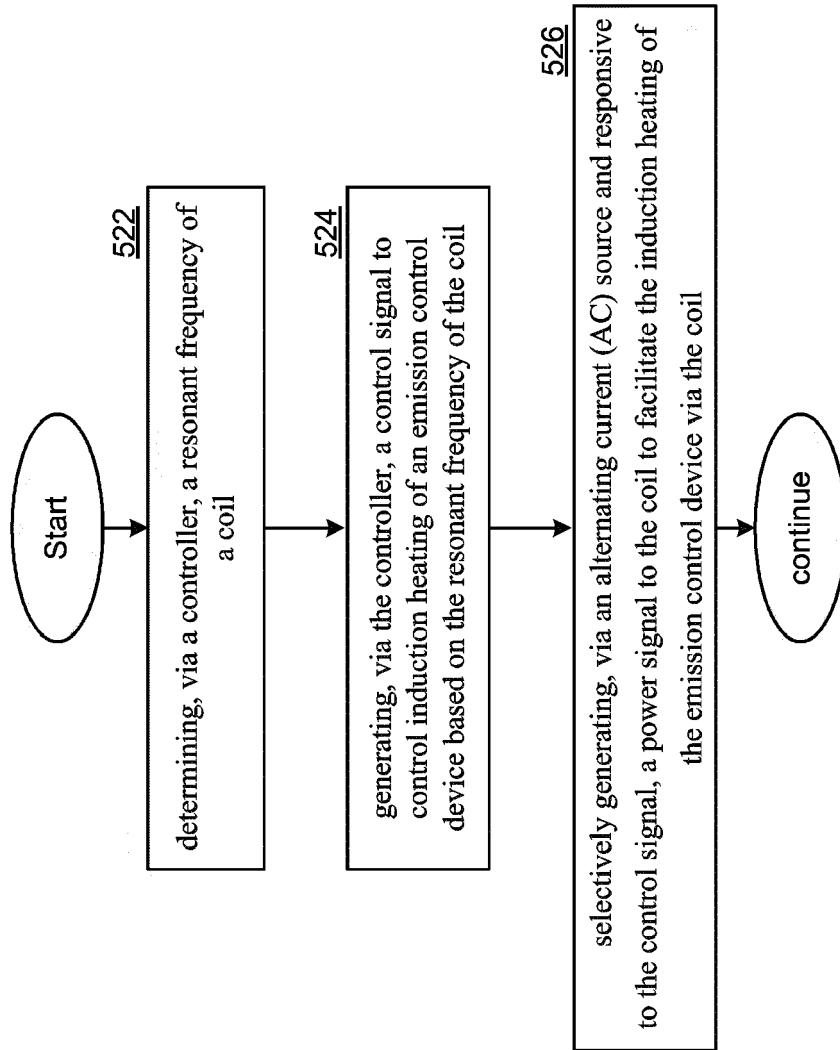 Start
522
determining, via a controller, a resonant frequency of
a coil
524
generating, via the controller, a control signal to
control induction heating of an emission control
device based on the resonant frequency of the coil
526
selectively generating, via an alternating current (AC) source and responsive
to the control signal, a power signal to the coil to facilitate the induction heating of
the emission control device via the coil
continue